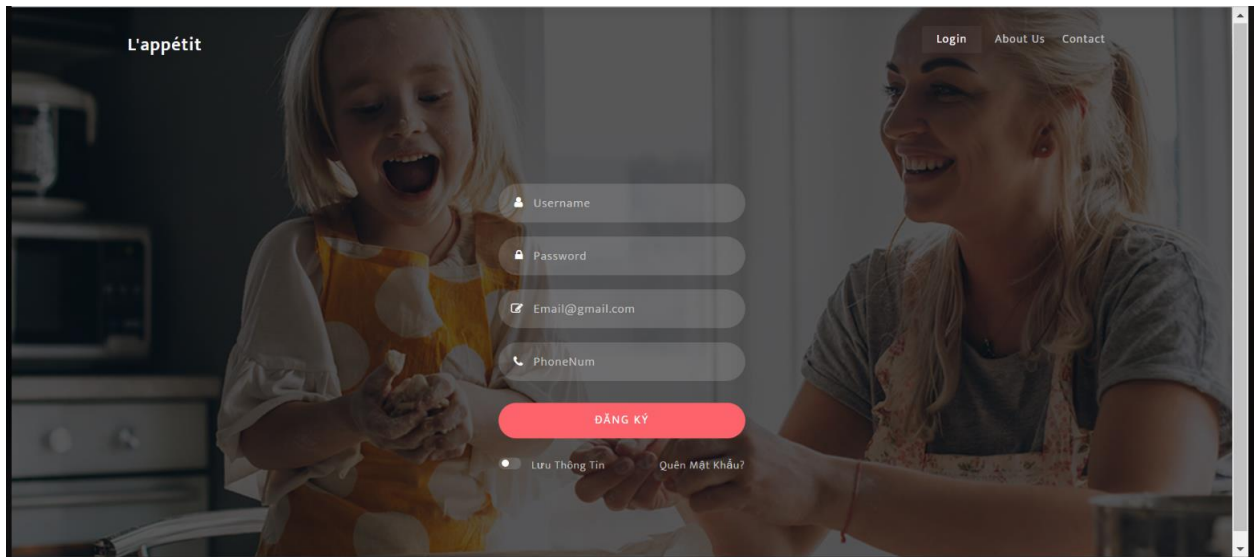 L'appétit
Login About Us Contact
Username
Password
Email@gmail.com
PhoneNum
ĐĂNG KÝ
Lưu Thông Tin Quên Mật Khẩu?